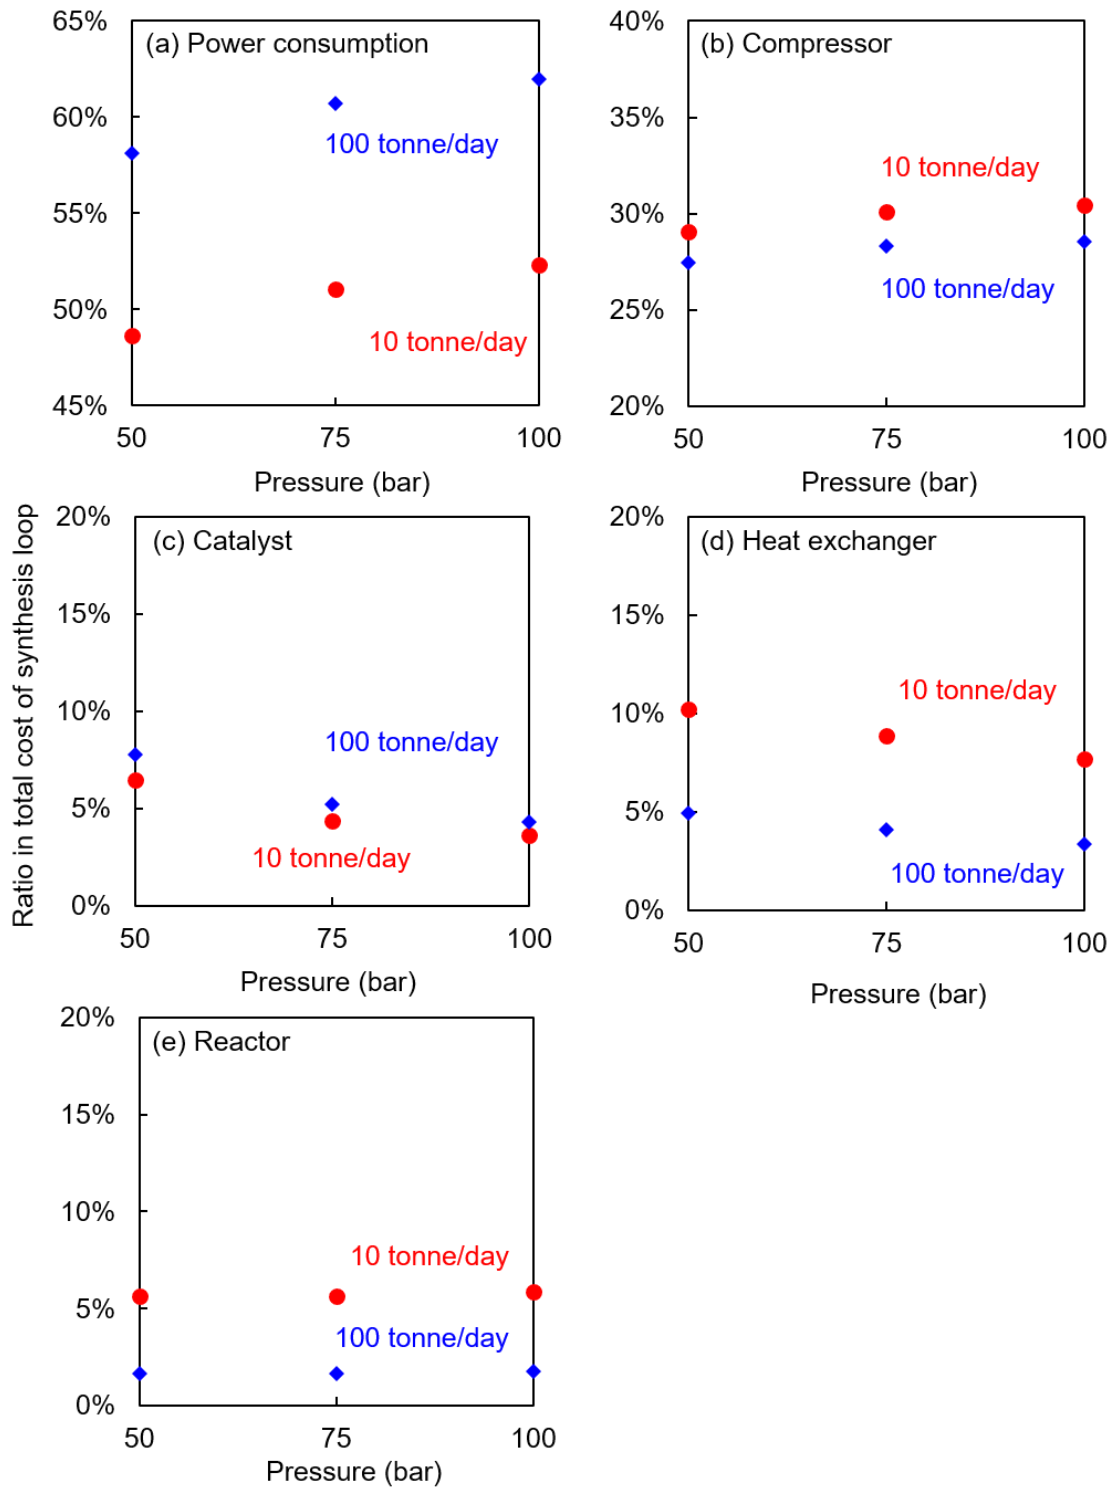 65%
(a) Power consumption
60%
100 tonne/day
55%
50%
10 tonne/day
45%
50 75 100
Pressure (bar)
40%
(b) Compressor
35%
10 tonne/day
30%
100 tonne/day
25%
20%
50 75 100
Pressure (bar)
Ratio in total cost of synthesis loop
20%
(c) Catalyst
15%
10%
100 tonne/day
5%
10 tonne/day
0%
50 75 100
Pressure (bar)
20%
(d) Heat exchanger
15%
10 tonne/day
10%
5%
100 tonne/day
0%
50 75 100
Pressure (bar)
20%
(e) Reactor
15%
10%
10 tonne/day
5%
100 tonne/day
0%
50 75 100
Pressure (bar)